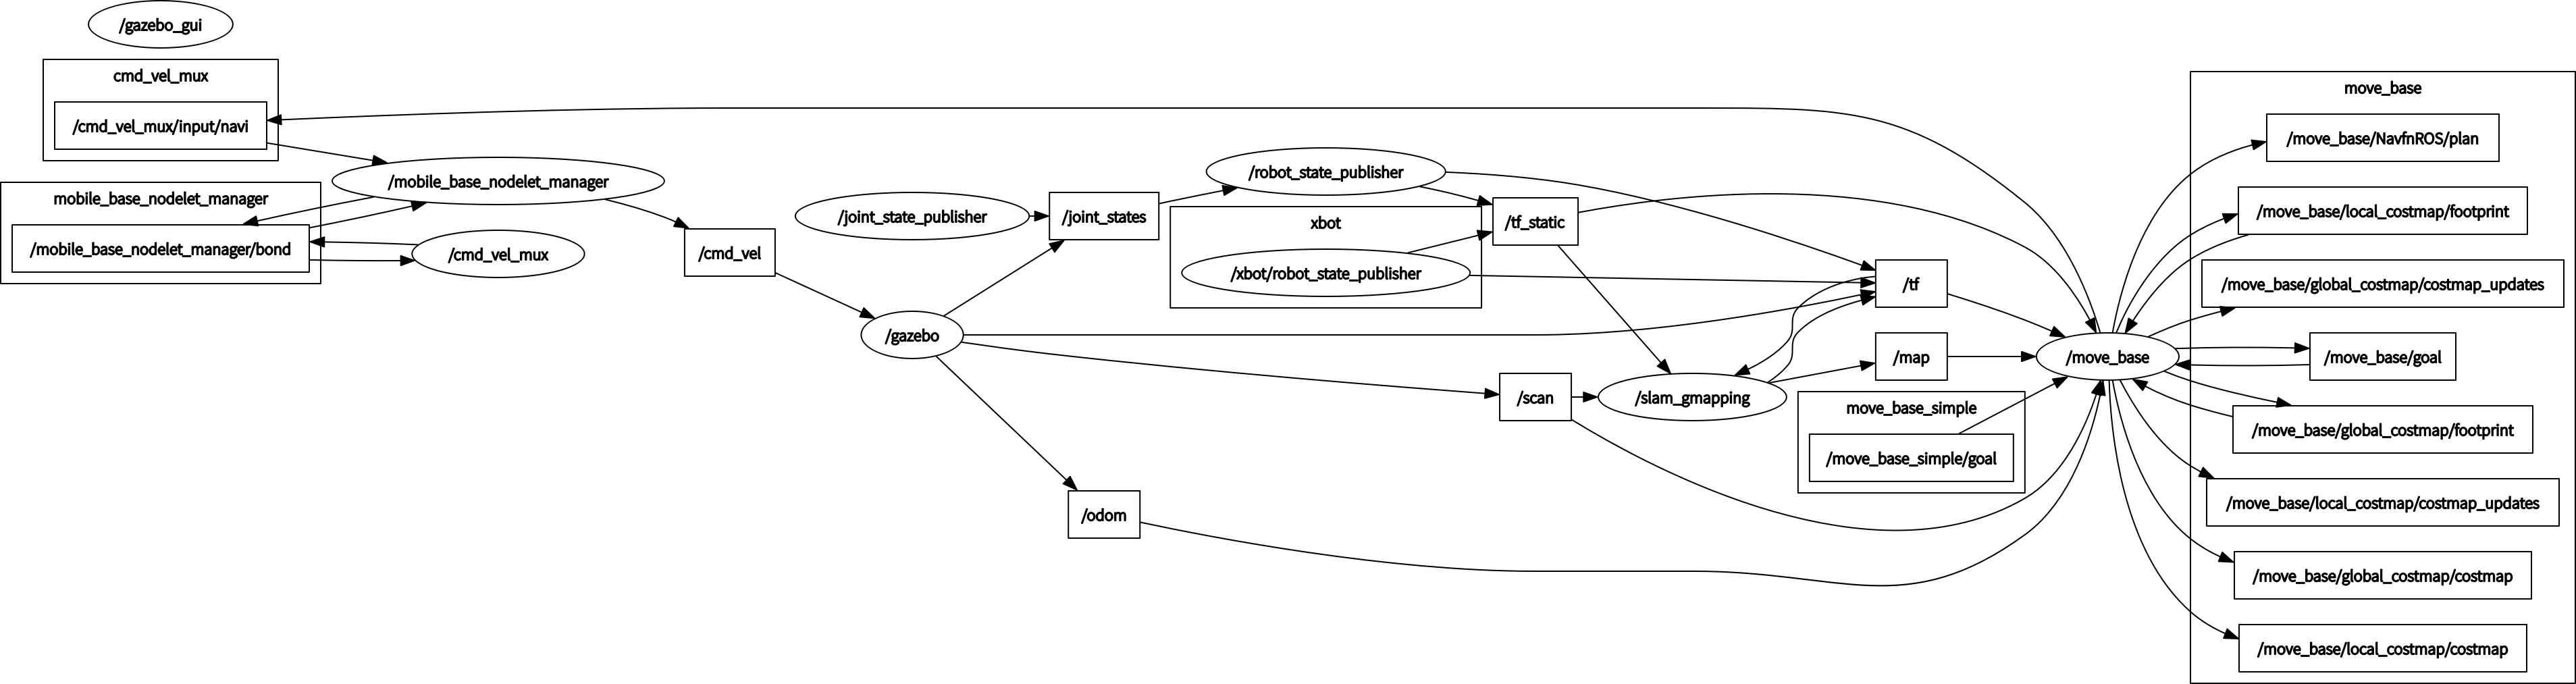 /gazebo_gui
cmd_vel_mux
/cmd_vel_mux/input/navi
mobile_base_nodelet_manager
/mobile_base_nodelet_manager/bond
/mobile_base_nodelet_manager
/cmd_vel_mux
/cmd_vel
/joint_state_publisher
/gazebo
/joint_states
/odom
/robot_state_publisher
xbot
/xbot/robot_state_publisher
/tf_static
/scan
/slam_gmapping
/tf
/map
move_base_simple
/move_base_simple/goal
/move_base
move_base
/move_base/NavfnROS/plan
/move_base/local_costmap/footprint
/move_base/global_costmap/costmap_updates
/move_base/goal
/move_base/global_costmap/footprint
/move_base/local_costmap/costmap_updates
/move_base/global_costmap/costmap
/move_base/local_costmap/costmap